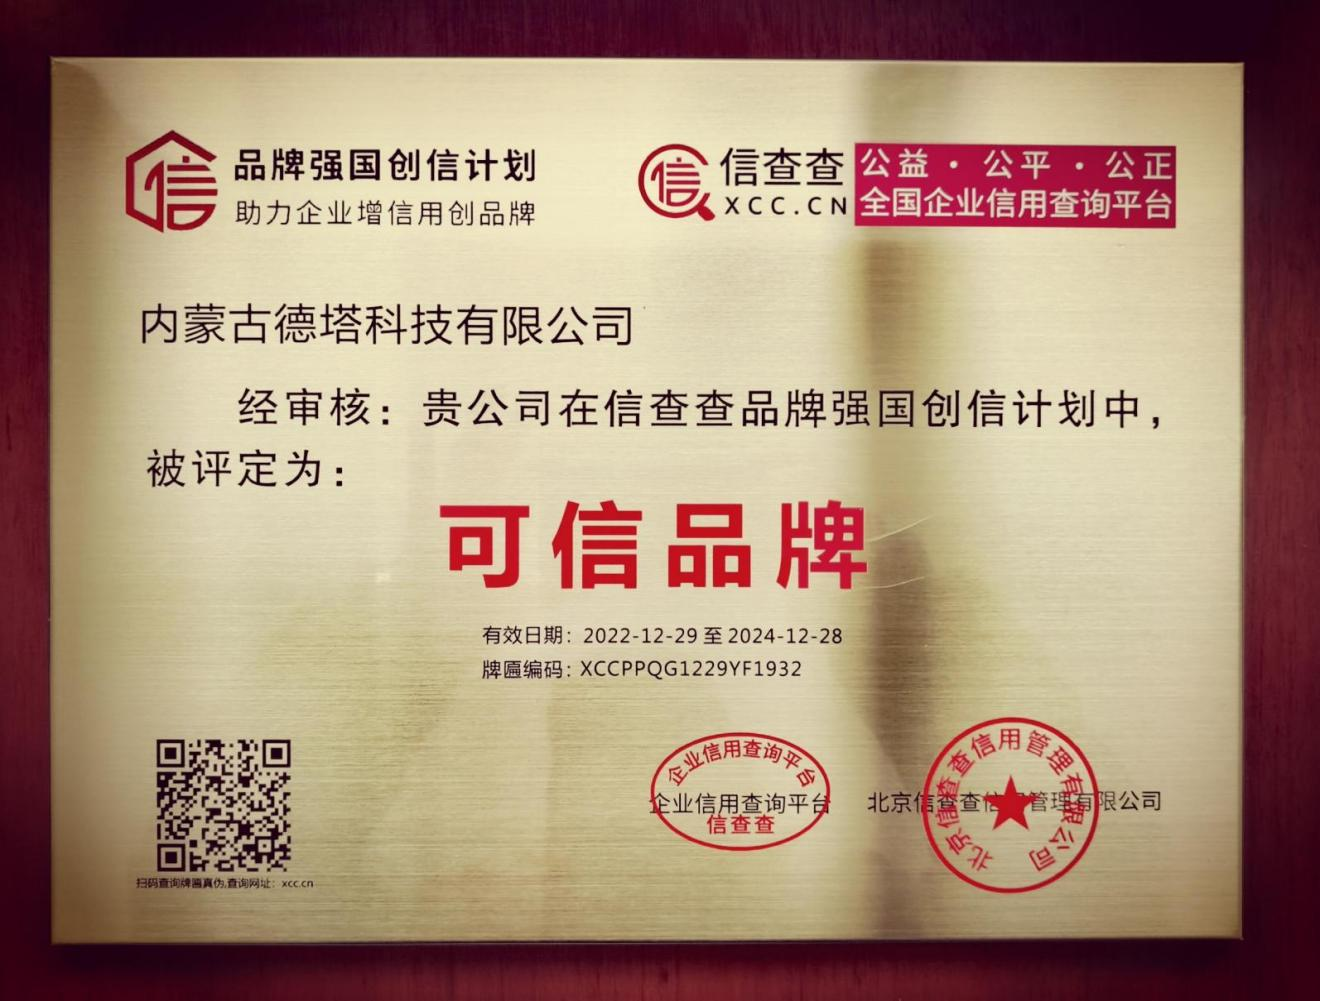 品牌强国创信计划
助力企业增信用创品牌
信查查
XCC.CN
公益·公平·公正
全国企业信用查询平台
内蒙古德塔科技有限公司
经审核：贵公司在信查查品牌强国创信计划中，
被评定为：
可信品牌
有效日期：2022-12-29至2024-12-28
牌匾编码：XCCPPQG1229YF1932
企业信用查询平台
企业信用查询平台
信查查
北京信查查信用管理有限公司
北京信查查信用管理有限公司
扫码查询牌匾真伪,查询网址：xcc.cn